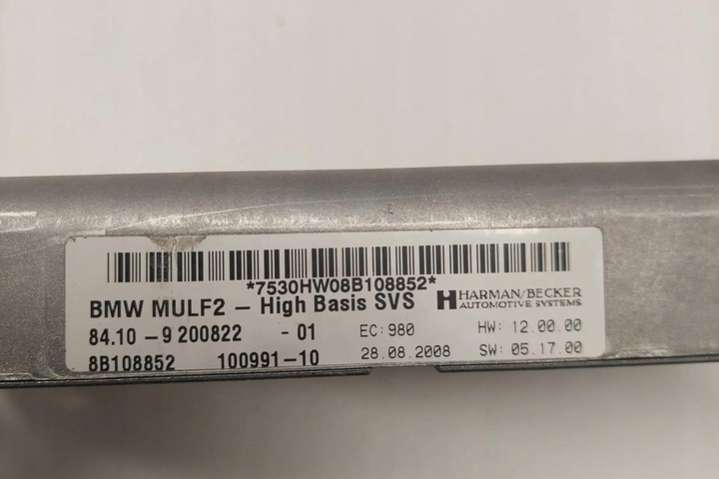 *7530HW08B108852*
BMW MULF2 – High Basis SVS HARMAN/BECKER
AUTOMOTIVE SYSTEMS
84.10 –9 200822 -01 EC: 980 HW: 12.00.00
8B108852 100991-10 28.08.2008 SW: 05.17.00